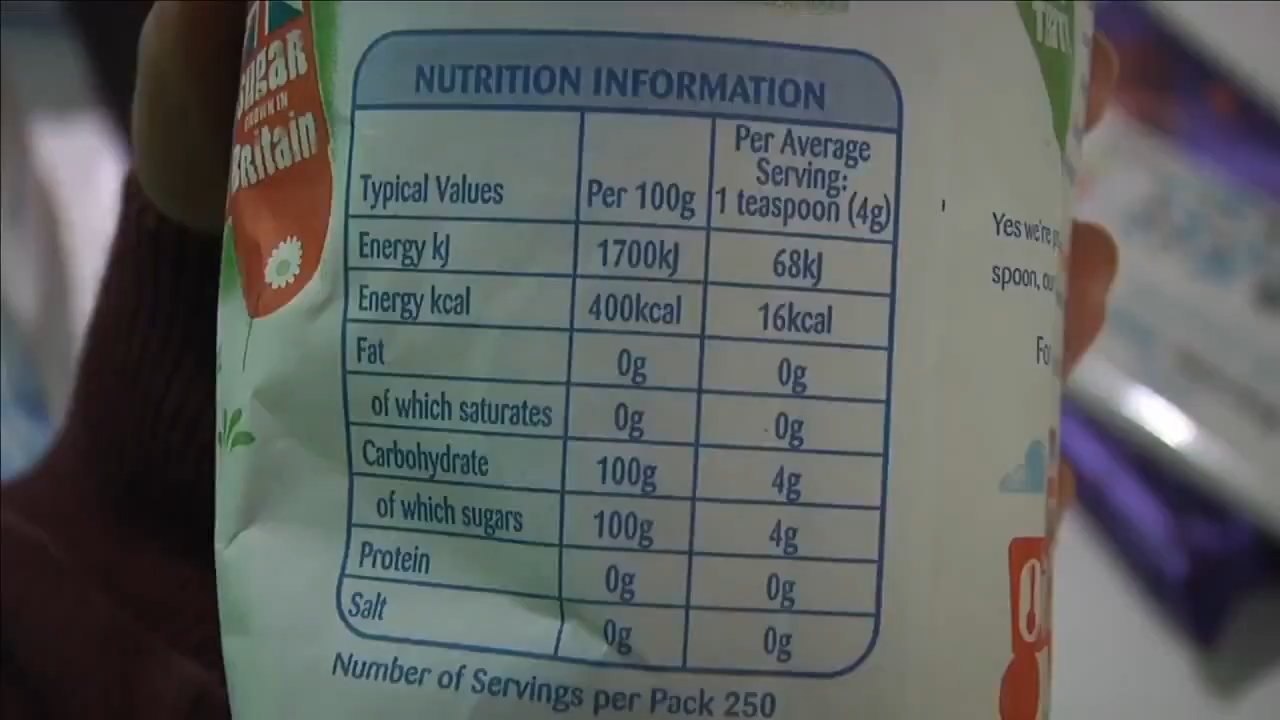 Sugar
GROWN IN
Britain
NUTRITION INFORMATION
Typical Values Per 100g Per Average Serving: 1 teaspoon (4g)
Energy kJ 1700kJ 68kJ
Energy kcal 400kcal 16kcal
Fat 0g 0g
of which saturates 0g 0g
Carbohydrate 100g 4g
of which sugars 100g 4g
Protein 0g 0g
Salt 0g 0g
Number of Servings per Pack 250
Yes we're
spoon,